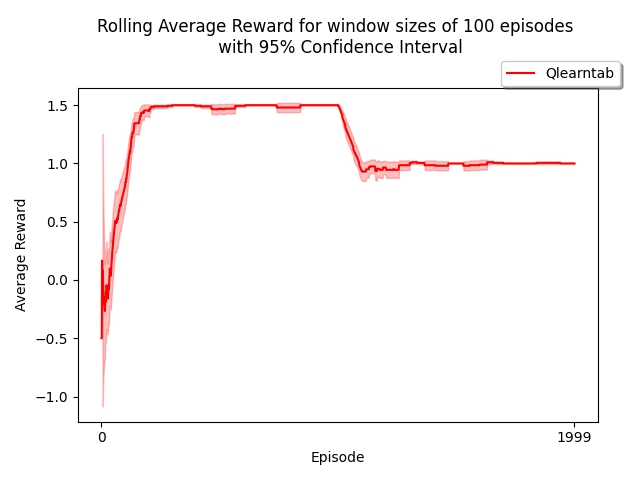 Rolling Average Reward for window sizes of 100 episodes
with 95% Confidence Interval
Qlearntab
1.5
1.0
0.5
0.0
−0.5
−1.0
Average Reward
0
1999
Episode